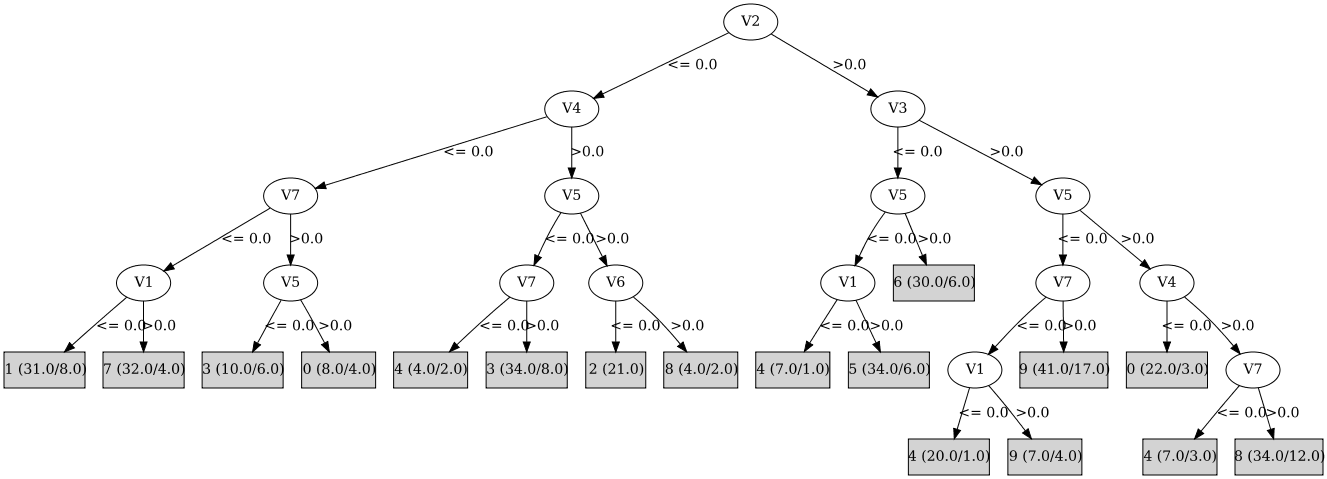 V2
<= 0.0 >0.0
V4 V3
<= 0.0 >0.0 <= 0.0 >0.0
V7 V5 V5 V5
<= 0.0 >0.0 <= 0.0 >0.0 <= 0.0 >0.0 <= 0.0 >0.0
V1 V5 V7 V6 V1 6 (30.0/6.0) V7 V4
<= 0.0 >0.0 <= 0.0 >0.0 <= 0.0 >0.0 <= 0.0 >0.0 <= 0.0 >0.0 <= 0.0 >0.0 <= 0.0 >0.0
1 (31.0/8.0) 7 (32.0/4.0) 3 (10.0/6.0) 0 (8.0/4.0) 4 (4.0/2.0) 3 (34.0/8.0) 2 (21.0) 8 (4.0/2.0) 4 (7.0/1.0) 5 (34.0/6.0) V1 9 (41.0/17.0) 0 (22.0/3.0) V7
<= 0.0 >0.0 <= 0.0 >0.0
4 (20.0/1.0) 9 (7.0/4.0) 4 (7.0/3.0) 8 (34.0/12.0)